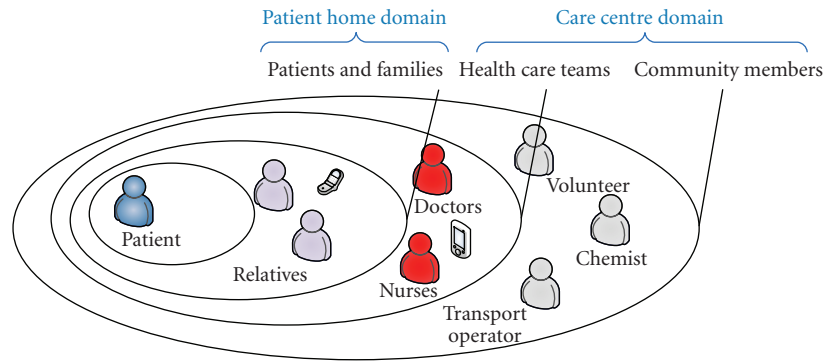 Patient home domain
Care centre domain
Patients and families
Health care teams
Community members
Volunteer
Doctors
Patient
Chemist
Relatives
Nurses
Transport
operator